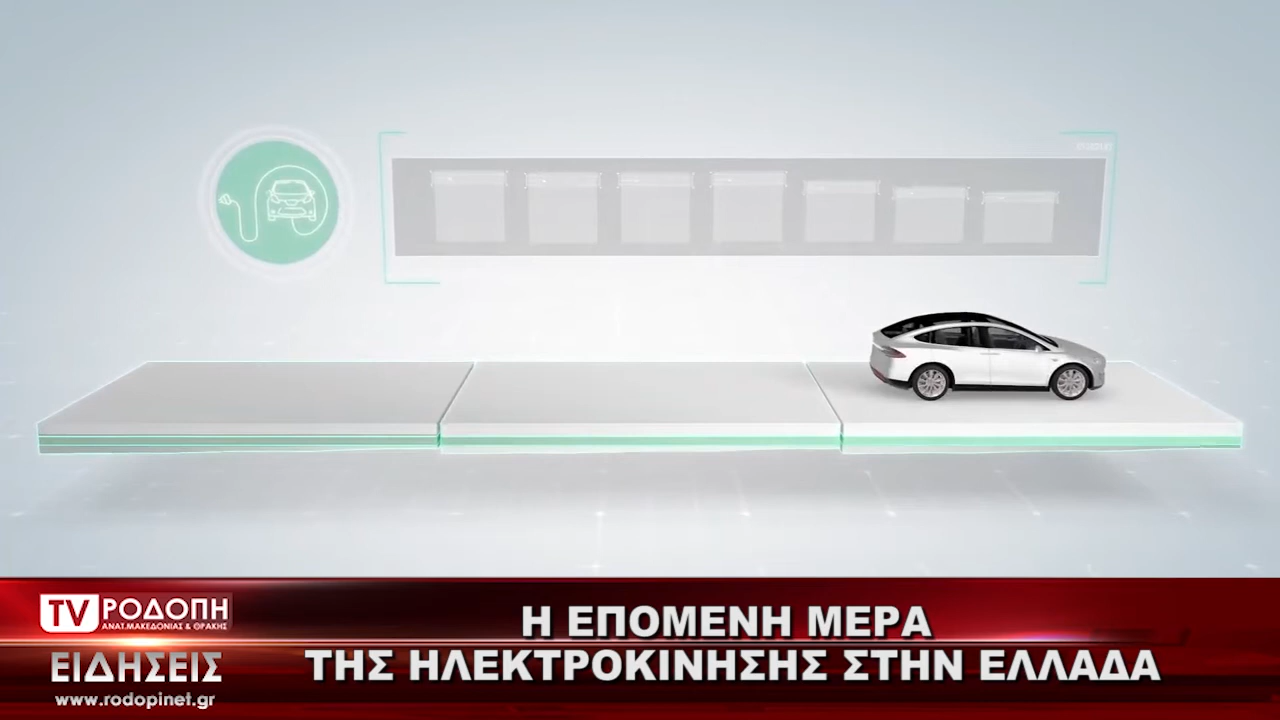 TV ΡΟΔΟΠΗ
ΑΝΑΤ.ΜΑΚΕΔΟΝΙΑΣ & ΘΡΑΚΗΣ
ΕΙΔΗΣΕΙΣ
www.rodopinet.gr
Η ΕΠΟΜΕΝΗ ΜΕΡΑ
ΤΗΣ ΗΛΕΚΤΡΟΚΙΝΗΣΗΣ ΣΤΗΝ ΕΛΛΑΔΑ